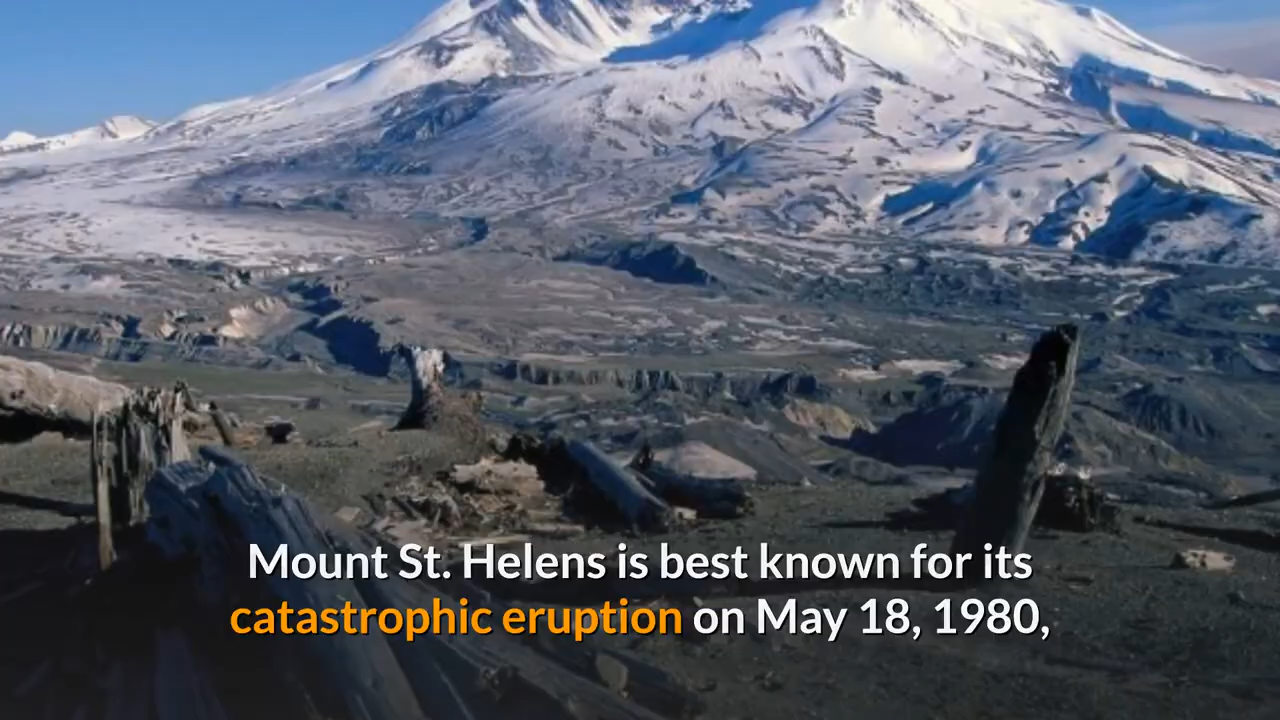 Mount St. Helens is best known for its
catastrophic eruption on May 18, 1980,